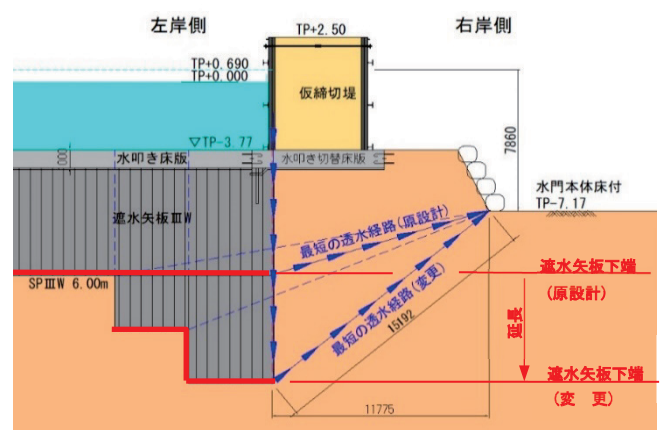 左岸側
右岸側
TP+2.50
TP+0.690
TP+0.000
仮締切堤
▽TP-3.77
水叩き床版
水叩き切替床版
7860
水門本体床付
TP-7.17
遮水矢板ⅢW
最短の透水経路(原設計)
SPⅢW 6.00m
遮水矢板下端
(原設計)
最短の透水経路(変更)
15192
延長
遮水矢板下端
(変 更)
11775